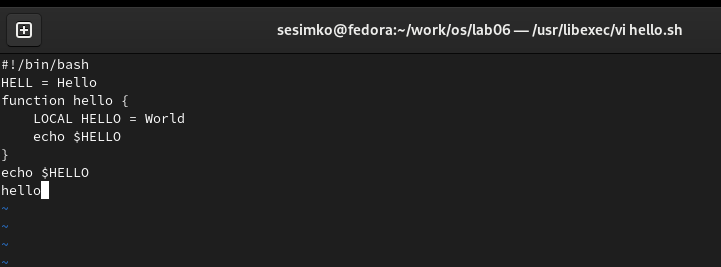 sesimko@fedora:~/work/os/lab06 — /usr/libexec/vi hello.sh
#!/bin/bash
HELL = Hello
function hello {
    LOCAL HELLO = World
    echo $HELLO
}
echo $HELLO
hello
~
~
~
~